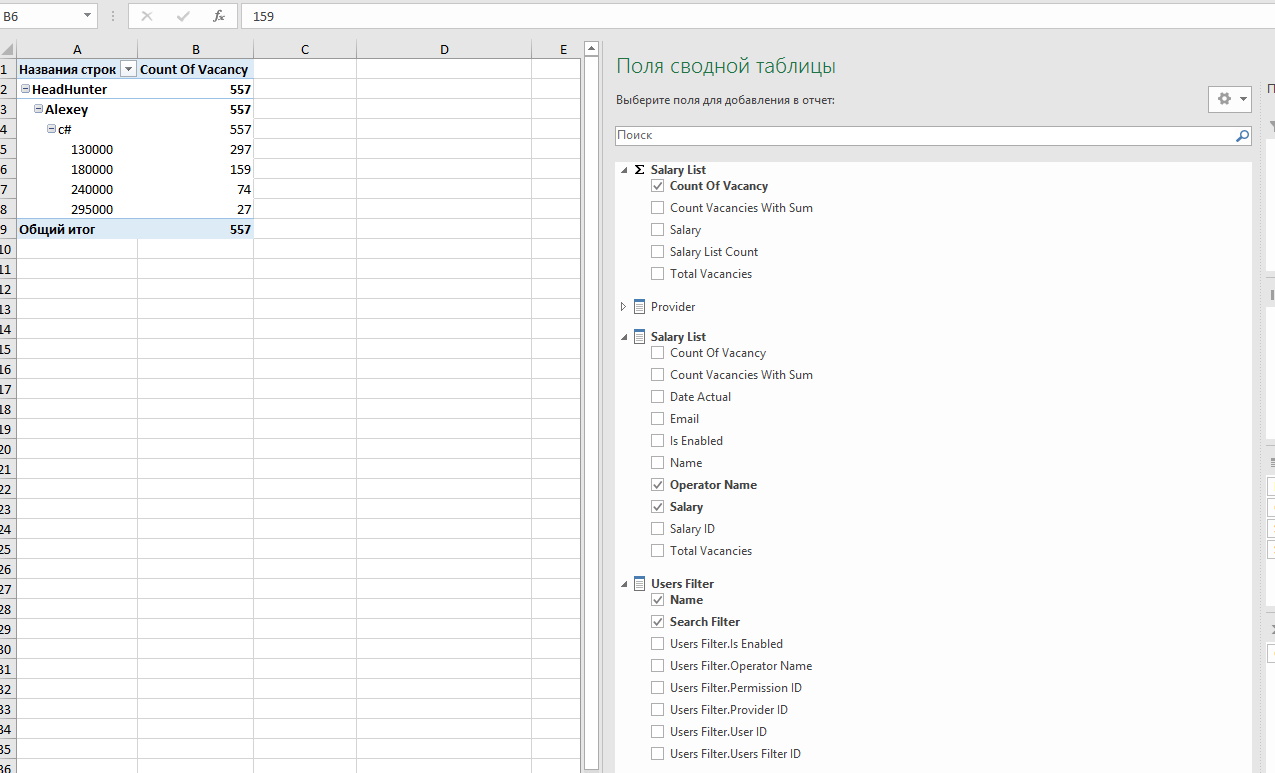 B6 fx 159
A B C D E
1 Названия строк Count Of Vacancy
2 HeadHunter 557
3 Alexey 557
4 c# 557
5 130000 297
6 180000 159
7 240000 74
8 295000 27
9 Общий итог 557
10
11
12
13
14
15
16
17
18
19
20
21
22
23
24
25
26
27
28
29
30
31
32
33
34
35
36
Поля сводной таблицы
Выберите поля для добавления в отчет:
Поиск
Σ Salary List
Count Of Vacancy
Count Vacancies With Sum
Salary
Salary List Count
Total Vacancies
Provider
Salary List
Count Of Vacancy
Count Vacancies With Sum
Date Actual
Email
Is Enabled
Name
Operator Name
Salary
Salary ID
Total Vacancies
Users Filter
Name
Search Filter
Users Filter.Is Enabled
Users Filter.Operator Name
Users Filter.Permission ID
Users Filter.Provider ID
Users Filter.User ID
Users Filter.Users Filter ID